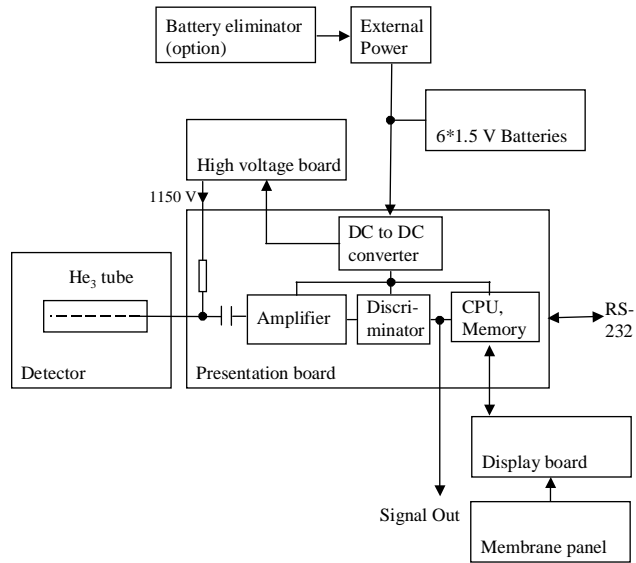 Battery eliminator
(option)
External
Power
6*1.5 V Batteries
High voltage board
1150 V
DC to DC
converter
He₃ tube
Amplifier
Discri-
minator
CPU,
Memory
RS-
232
Detector
Presentation board
Display board
Signal Out
Membrane panel